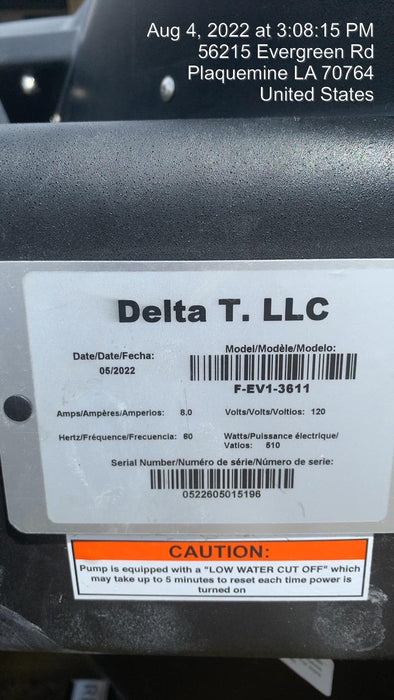 Aug 4, 2022 at 3:08:15 PM
56215 Evergreen Rd
Plaquemine LA 70764
United States
Delta T. LLC
Date/Date/Fecha:
05/2022
Model/Modèle/Modelo:
F-EV1-3611
Amps/Ampères/Amperios: 8.0
Volts/Volts/Voltios: 120
Hertz/Fréquence/Frecuencia: 60
Watts/Puissance électrique/
Vatios: 510
Serial Number/Numéro de série/Número de serie:
0522605015196
CAUTION:
Pump is equipped with a "LOW WATER CUT OFF" which
may take up to 5 minutes to reset each time power is
turned on